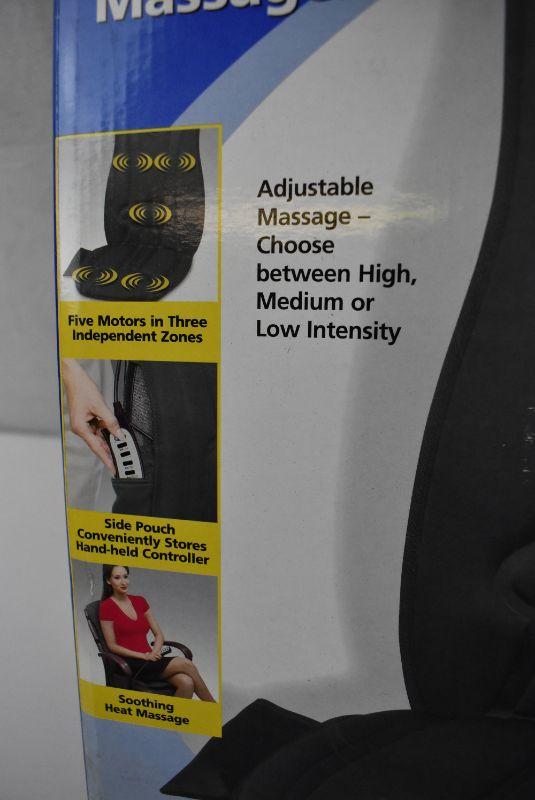 Adjustable
Massage –
Choose
between High,
Medium or
Low Intensity
Five Motors in Three
Independent Zones
Side Pouch
Conveniently Stores
Hand-held Controller
Soothing
Heat Massage